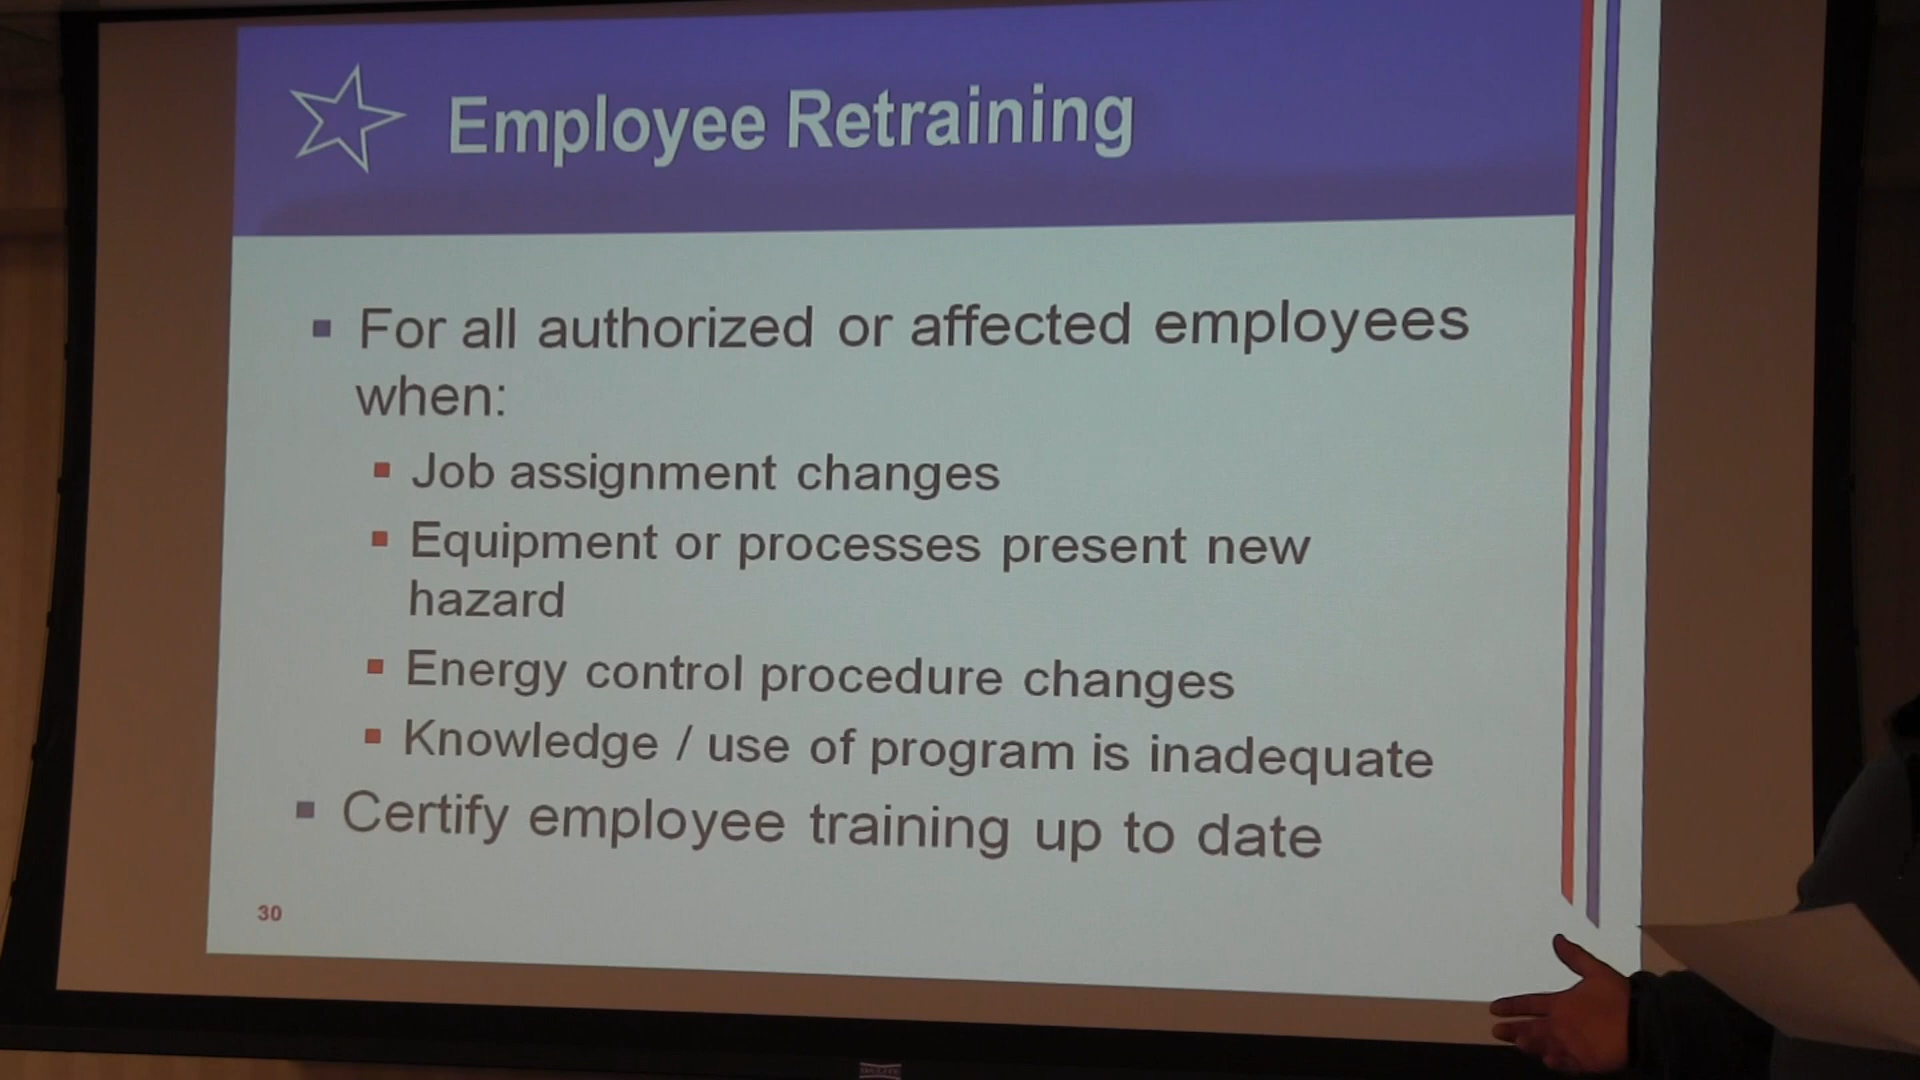 Employee Retraining
▪ For all authorized or affected employees
when:
▪ Job assignment changes
▪ Equipment or processes present new
hazard
▪ Energy control procedure changes
▪ Knowledge / use of program is inadequate
▪ Certify employee training up to date
30